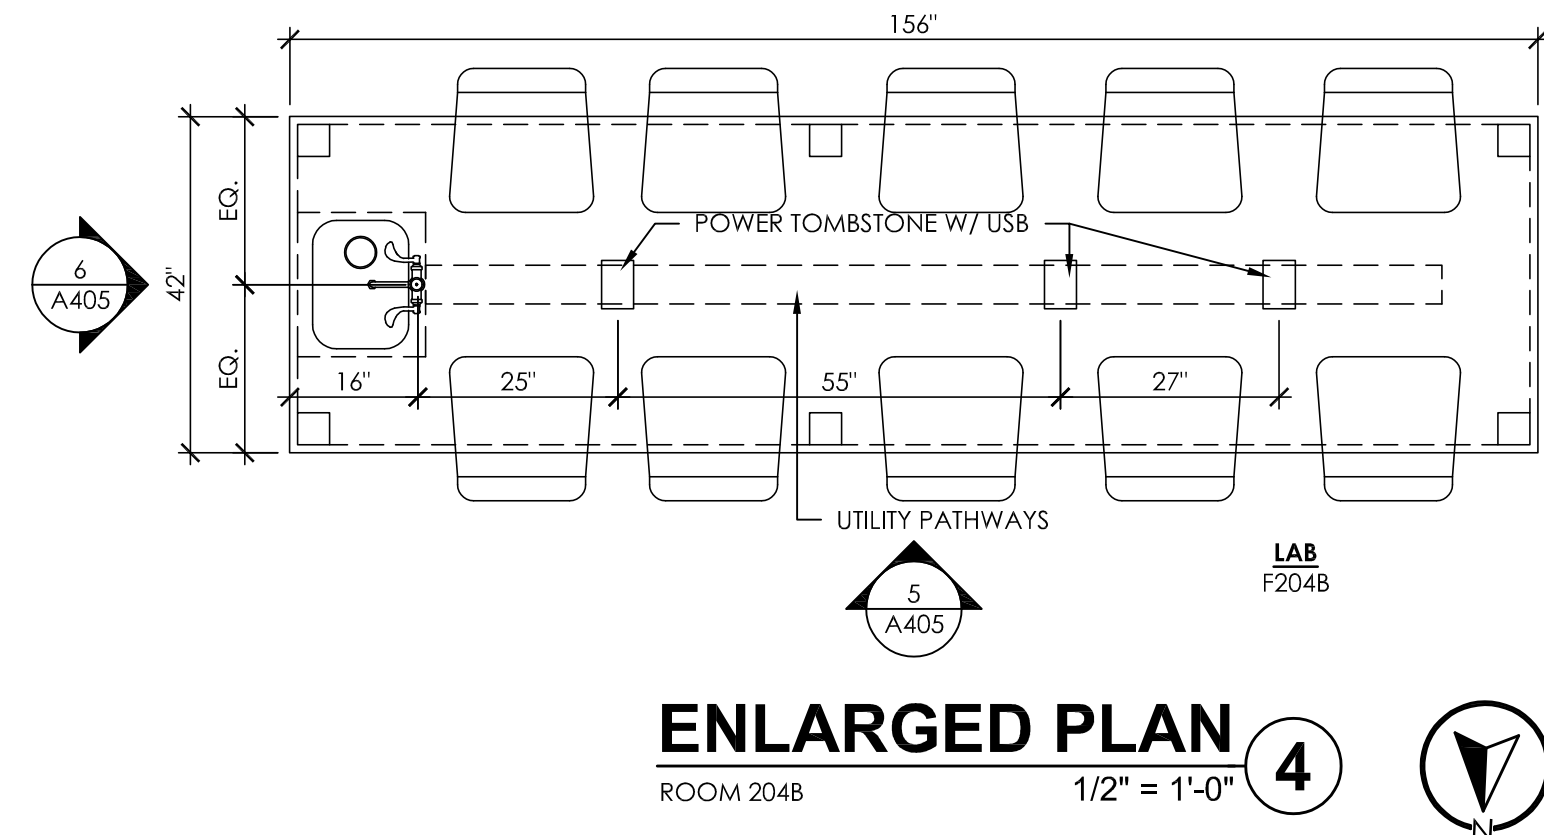 156"
EQ.
POWER TOMBSTONE W/ USB
6
A405
42"
EQ.
16"
25"
55"
27"
UTILITY PATHWAYS
LAB
F204B
5
A405
ENLARGED PLAN
4
ROOM 204B
1/2" = 1'-0"
N